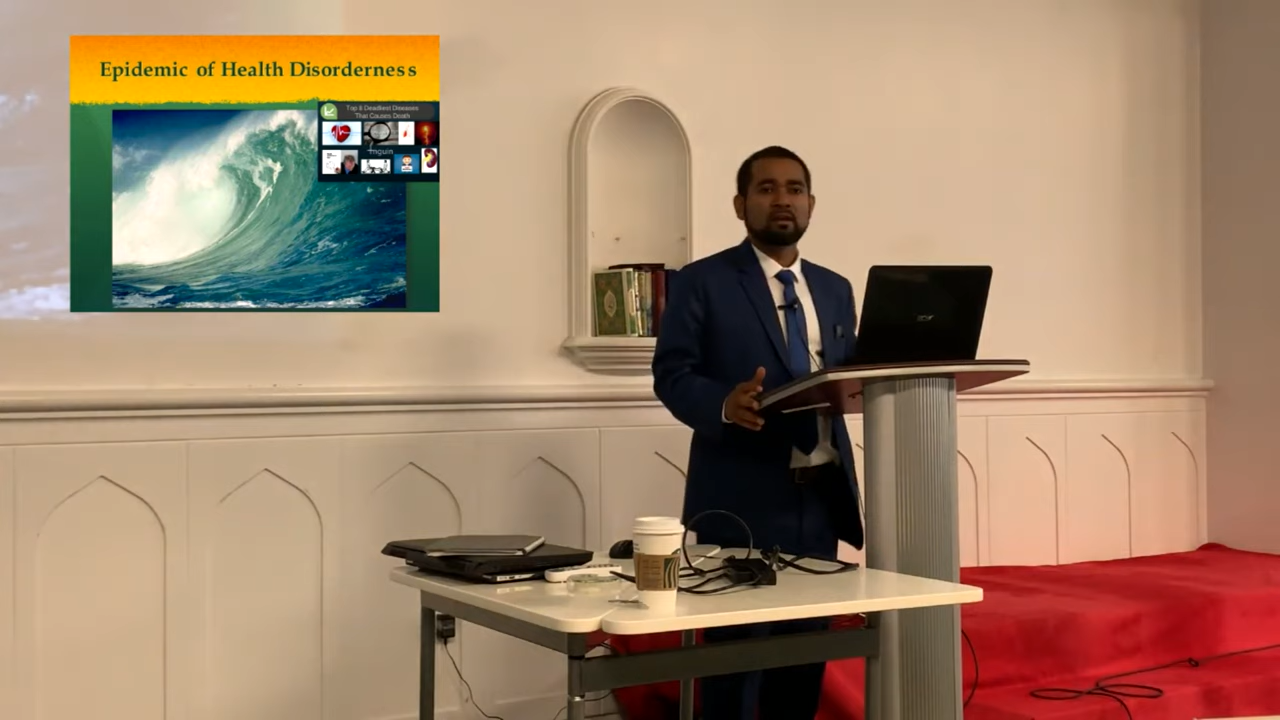 Epidemic of Health Disorderness
Top 8 Deadliest Diseases
That Causes Death